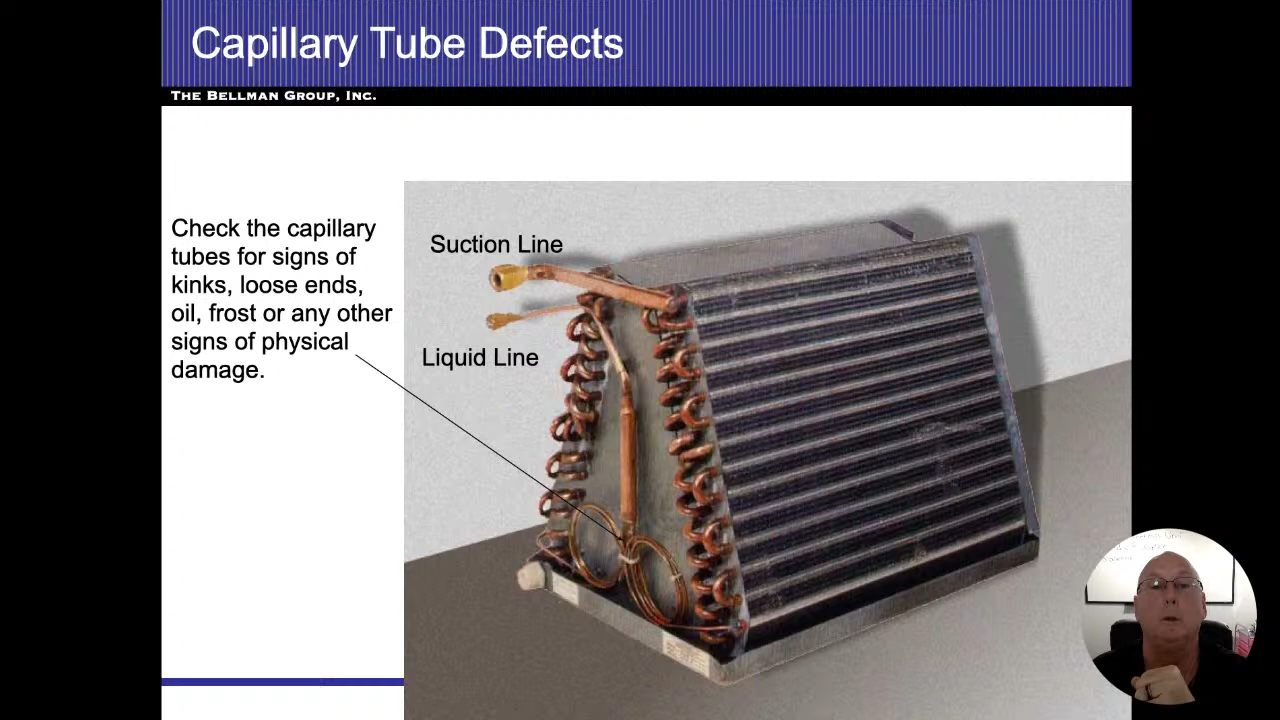 Capillary Tube Defects
THE BELLMAN GROUP, INC.
Check the capillary
tubes for signs of
kinks, loose ends,
oil, frost or any other
signs of physical
damage.
Suction Line
Liquid Line